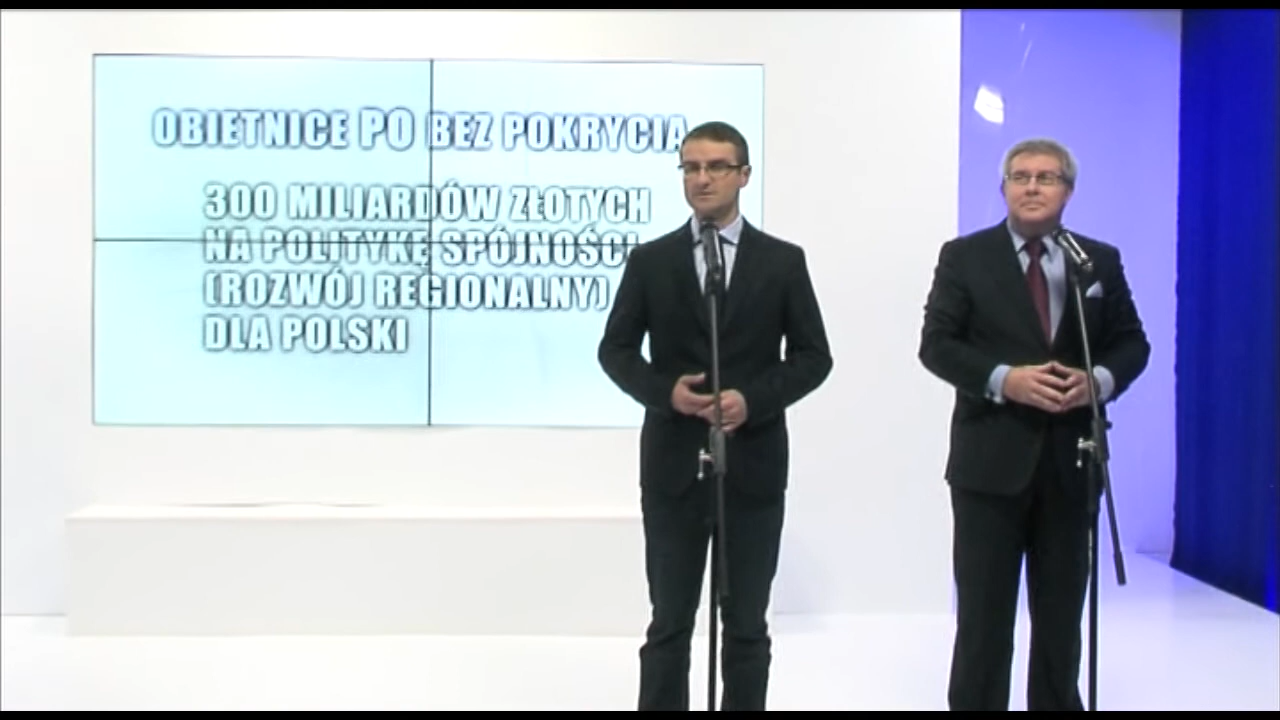 OBIETNICE PO BEZ POKRYCIA
300 MILIARDÓW ZŁOTYCH
NA POLITYKĘ SPÓJNOŚCI
(ROZWÓJ REGIONALNY)
DLA POLSKI